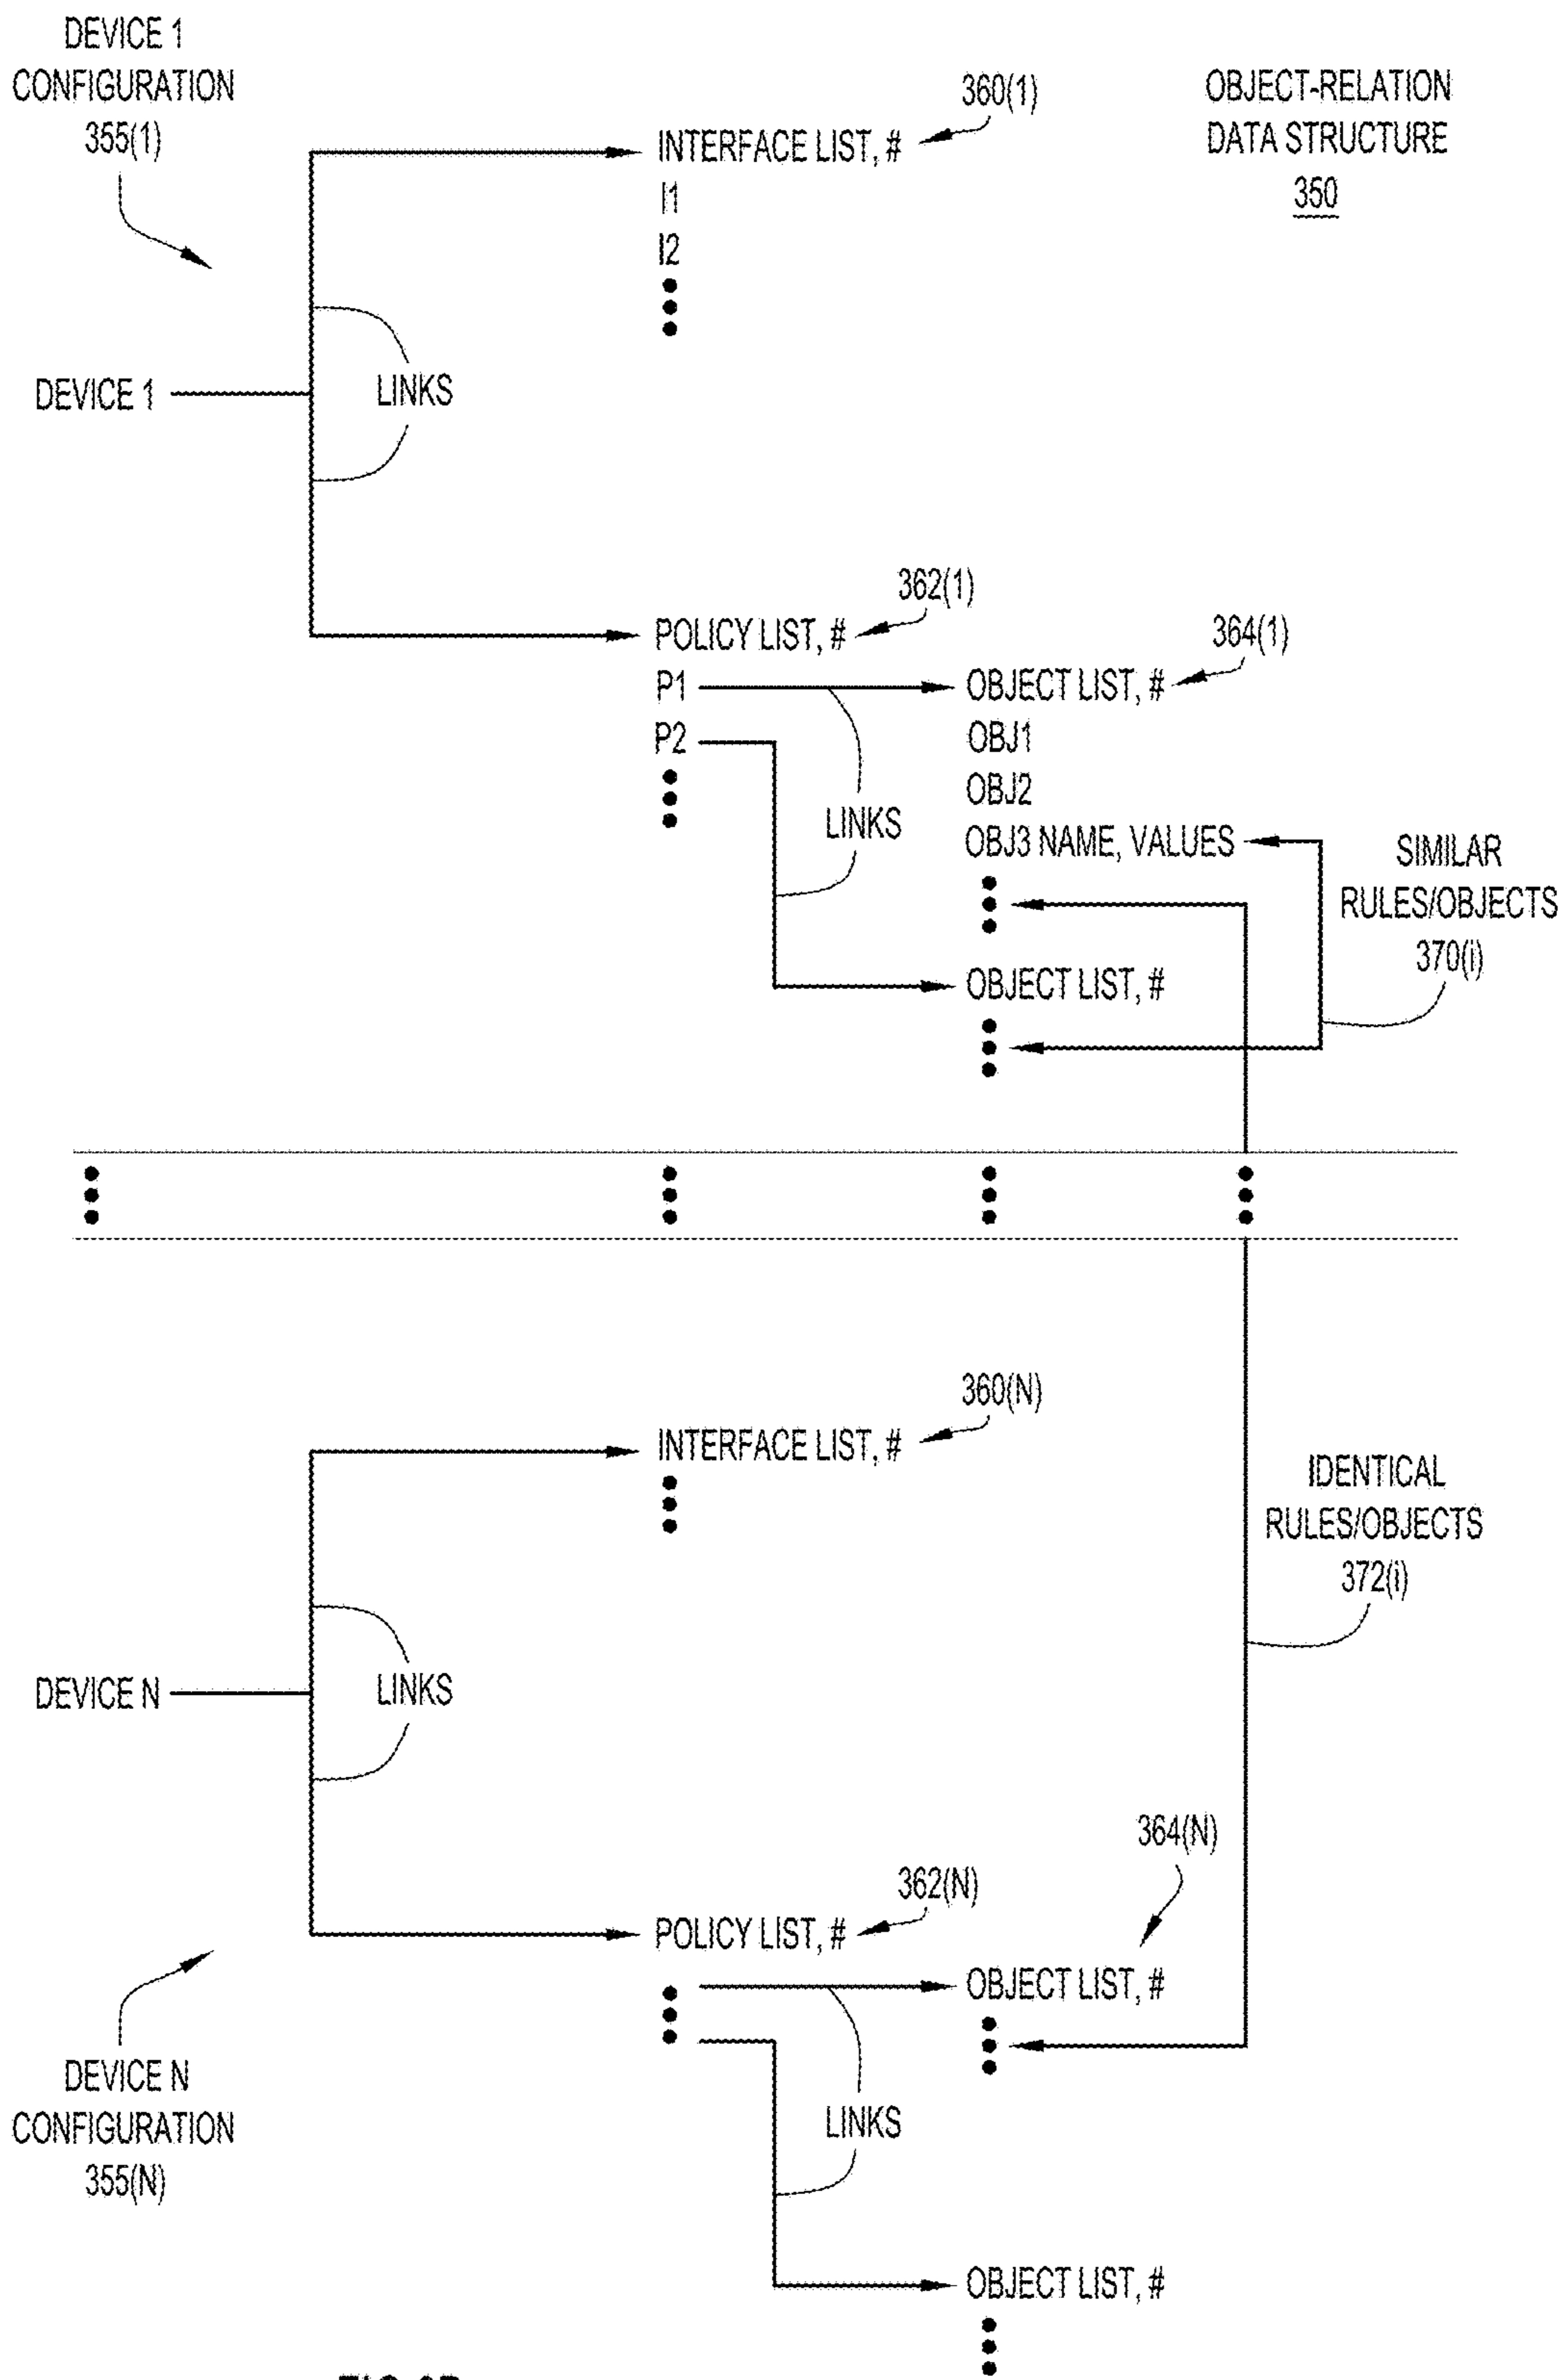 DEVICE 1
CONFIGURATION
355(1)
360(1)
OBJECT-RELATION
DATA STRUCTURE
350
INTERFACE LIST, #
I1
I2
DEVICE 1
LINKS
362(1)
POLICY LIST, #
364(1)
P1
OBJECT LIST, #
P2
OBJ1
OBJ2
LINKS
OBJ3 NAME, VALUES
SIMILAR
RULES/OBJECTS
370(i)
OBJECT LIST, #
360(N)
INTERFACE LIST, #
IDENTICAL
RULES/OBJECTS
372(i)
DEVICE N
LINKS
364(N)
362(N)
POLICY LIST, #
OBJECT LIST, #
DEVICE N
CONFIGURATION
355(N)
LINKS
OBJECT LIST, #